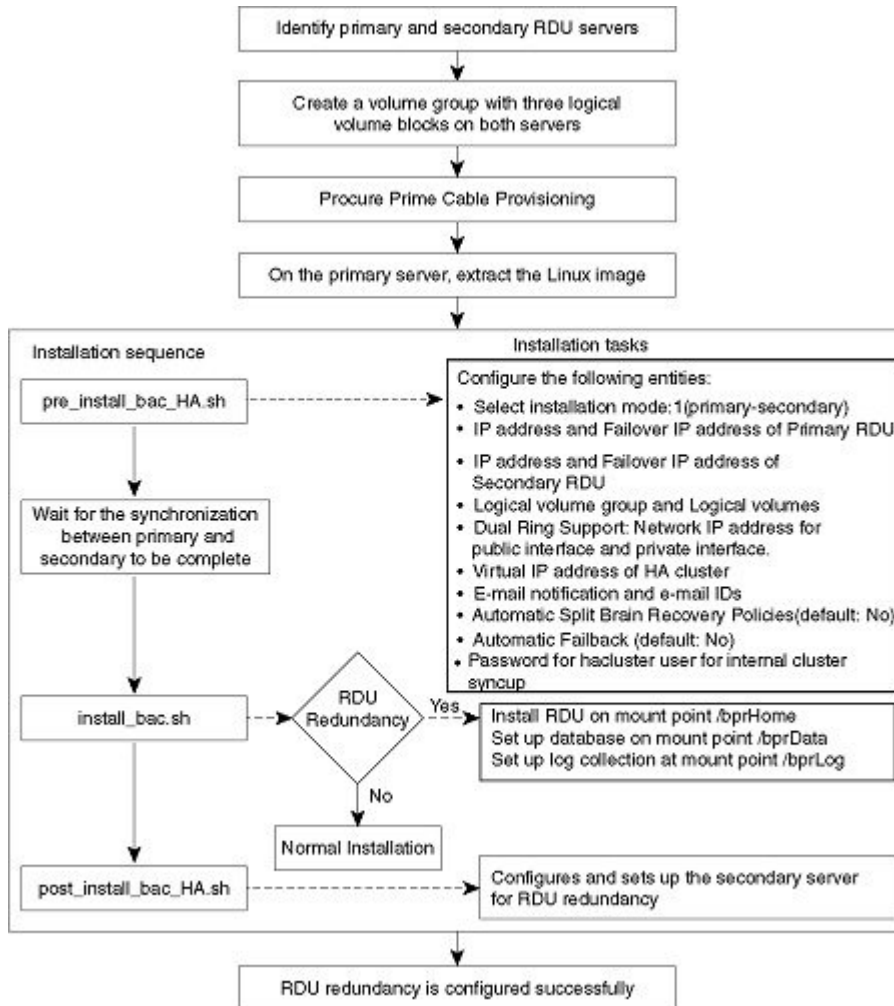 Identify primary and secondary RDU servers
Create a volume group with three logical
volume blocks on both servers
Procure Prime Cable Provisioning
On the primary server, extract the Linux image
Installation sequence
Installation tasks
pre_install_bac_HA.sh
Configure the following entities:
• Select installation mode:1(primary-secondary)
• IP address and Failover IP address of Primary RDU
• IP address and Failover IP address of
Secondary RDU
• Logical volume group and Logical volumes
• Dual Ring Support: Network IP address for
public interface and private interface.
• Virtual IP address of HA cluster
• E-mail notification and e-mail IDs
• Automatic Split Brain Recovery Policies(default: No)
• Automatic Failback (default: No)
• Password for hacluster user for internal cluster
syncup
Wait for the synchronization
between primary and
secondary to be complete
install_bac.sh
RDU
Redundancy
Yes
Install RDU on mount point /bprHome
Set up database on mount point /bprData
Set up log collection at mount point /bprLog
No
Normal Installation
post_install_bac_HA.sh
Configures and sets up the secondary server
for RDU redundancy
RDU redundancy is configured successfully